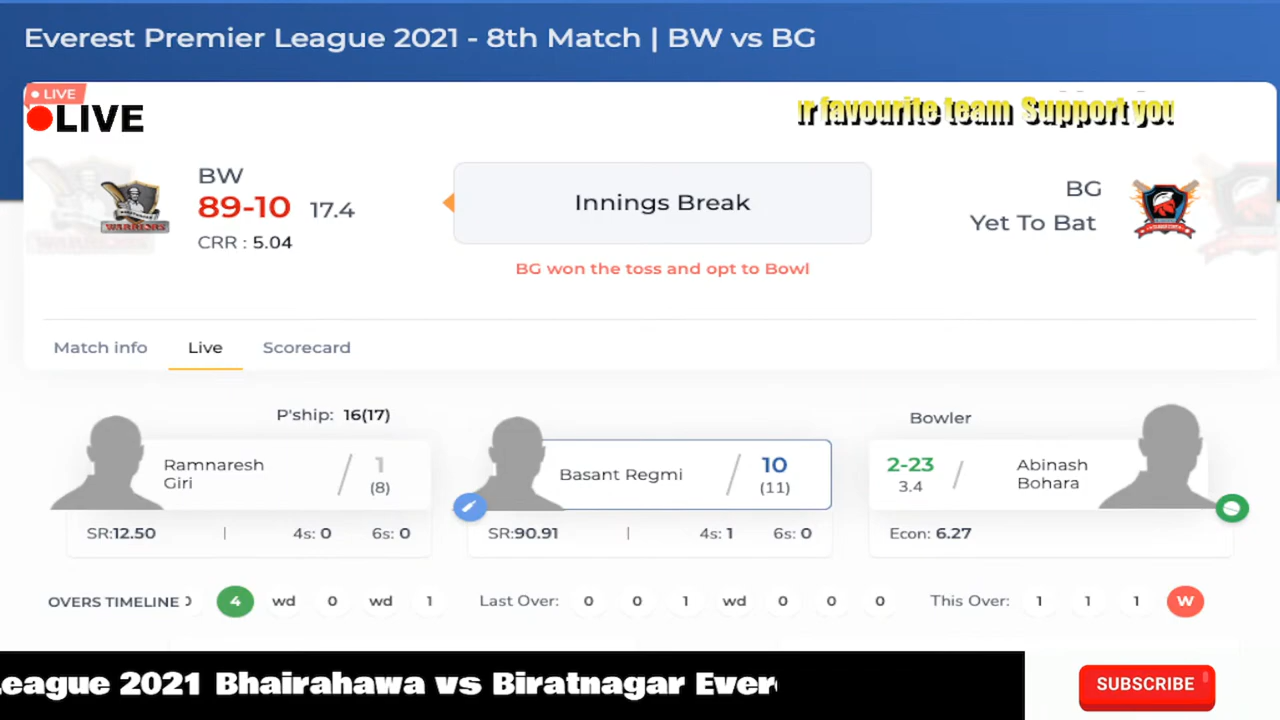 Everest Premier League 2021 - 8th Match | BW vs BG
LIVE
LIVE
r favourite team Support you
BW
89-10 17.4
CRR : 5.04
Innings Break
BG won the toss and opt to Bowl
BG
Yet To Bat
WARRIORS
Match info Live Scorecard
P'ship: 16(17)
Ramnaresh Giri / 1 (8)
SR:12.50 | 4s: 0 6s: 0
Basant Regmi / 10 (11)
SR:90.91 | 4s: 1 6s: 0
Bowler
2-23 3.4 / Abinash Bohara
Econ: 6.27
OVERS TIMELINE 4 wd 0 wd 1 Last Over: 0 0 1 wd 0 0 0 This Over: 1 1 1 W
League 2021 Bhairahawa vs Biratnagar Ever
SUBSCRIBE